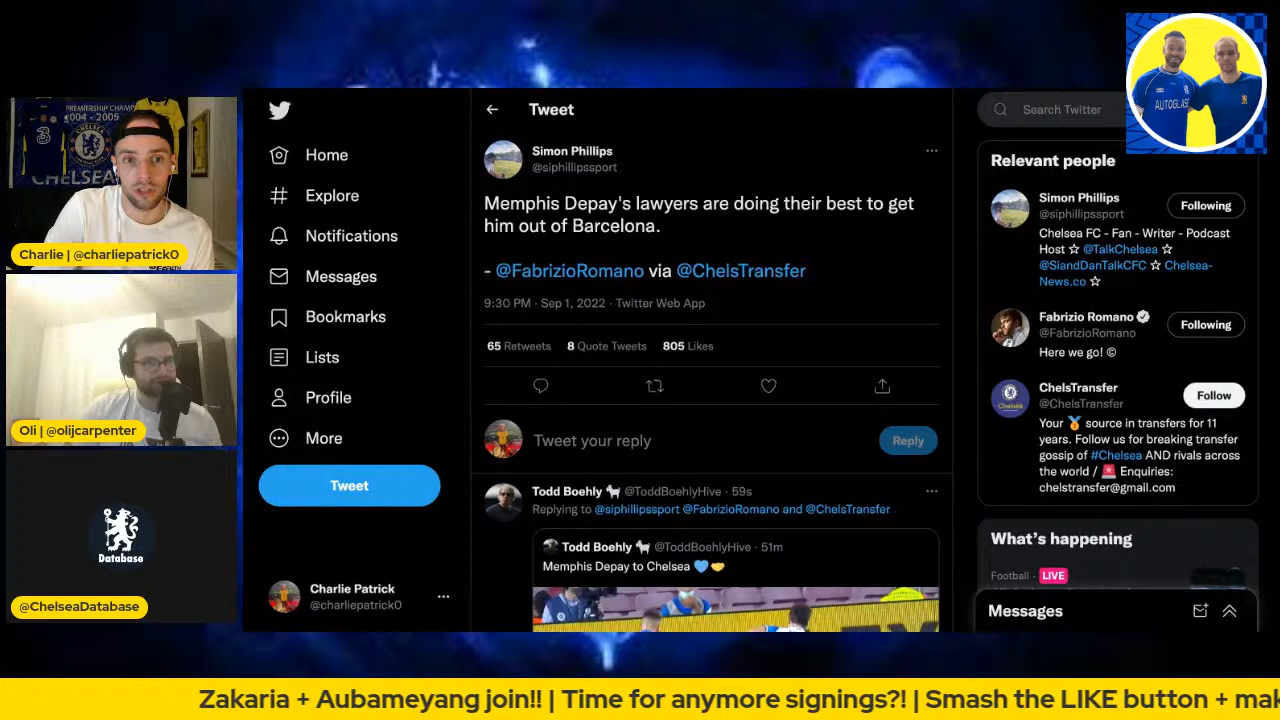 PREMIERSHIP CHAMP
2004 - 2005
CHELSEA
Charlie | @charliepatrick0
Oli | @olijcarpenter
Database
@ChelseaDatabase
Home
Explore
Notifications
Messages
Bookmarks
Lists
Profile
More
Tweet
Charlie Patrick
@charliepatrick0
Tweet
Simon Phillips
@siphillipssport
Memphis Depay's lawyers are doing their best to get
him out of Barcelona.
- @FabrizioRomano via @ChelsTransfer
9:30 PM · Sep 1, 2022 · Twitter Web App
65 Retweets 8 Quote Tweets 805 Likes
Tweet your reply
Reply
Todd Boehly 🐐 @ToddBoehlyHive · 59s
Replying to @siphillipssport @FabrizioRomano and @ChelsTransfer
Todd Boehly 🐐 @ToddBoehlyHive · 51m
Memphis Depay to Chelsea 💙🤝
Search Twitter
AUTOGLASS
Relevant people
Simon Phillips
@siphillipssport
Following
Chelsea FC - Fan - Writer - Podcast
Host ☆ @TalkChelsea ☆
@SiandDanTalkCFC ☆ Chelsea-
News.co ☆
Fabrizio Romano
@FabrizioRomano
Following
Here we go! ©
ChelsTransfer
@ChelsTransfer
Follow
Your 🥇 source in transfers for 11
years. Follow us for breaking transfer
gossip of #Chelsea AND rivals across
the world / 🚨 Enquiries:
chelstransfer@gmail.com
What's happening
Football · LIVE
Messages
Zakaria + Aubameyang join!! | Time for anymore signings?! | Smash the LIKE button + mak